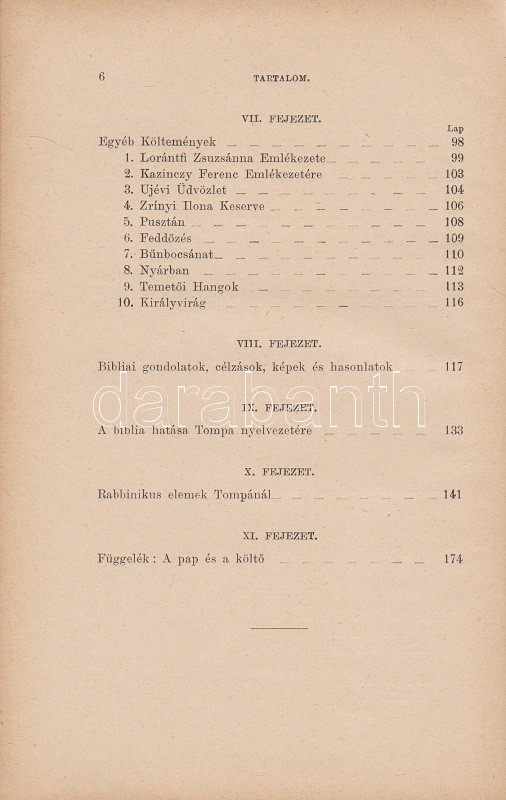 6 TARTALOM.
VII. FEJEZET.
Lap
Egyéb Költemények 98
1. Lorántfi Zsuzsánna Emlékezete 99
2. Kazinczy Ferenc Emlékezetére 103
3. Ujévi Üdvözlet 104
4. Zrínyi Ilona Keserve 106
5. Pusztán 108
6. Feddőzés 109
7. Bűnbocsánat 110
8. Nyárban 112
9. Temetői Hangok 113
10. Királyvirág 116
VIII. FEJEZET.
Bibliai gondolatok, célzások, képek és hasonlatok 117
darabanth
IX. FEJEZET.
A biblia hatása Tompa nyelvezetére 133
X. FEJEZET.
Rabbinikus elemek Tompánál 141
XI. FEJEZET.
Függelék: A pap és a költő 174